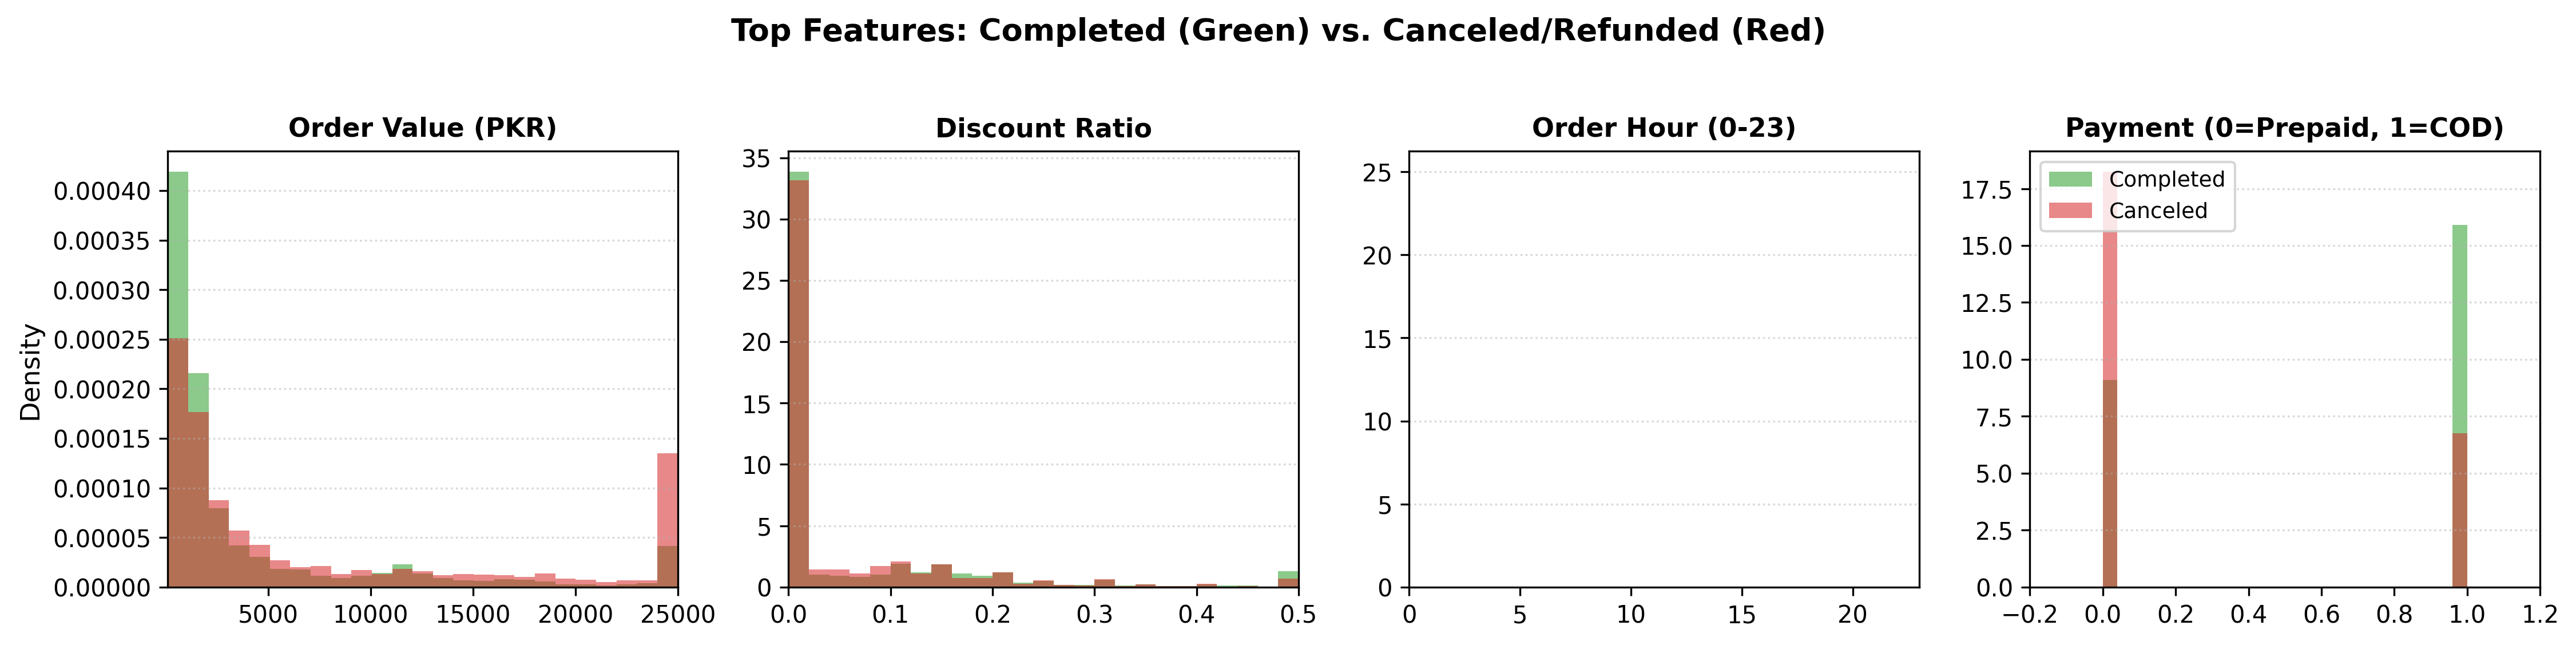 Top Features: Completed (Green) vs. Canceled/Refunded (Red)
Order Value (PKR)
Density
0.00040
0.00035
0.00030
0.00025
0.00020
0.00015
0.00010
0.00005
0.00000
5000 10000 15000 20000 25000
Discount Ratio
35
30
25
20
15
10
5
0
0.0 0.1 0.2 0.3 0.4 0.5
Order Hour (0-23)
25
20
15
10
5
0
0 5 10 15 20
Payment (0=Prepaid, 1=COD)
Completed
Canceled
17.5
15.0
12.5
10.0
7.5
5.0
2.5
0.0
−0.2 0.0 0.2 0.4 0.6 0.8 1.0 1.2